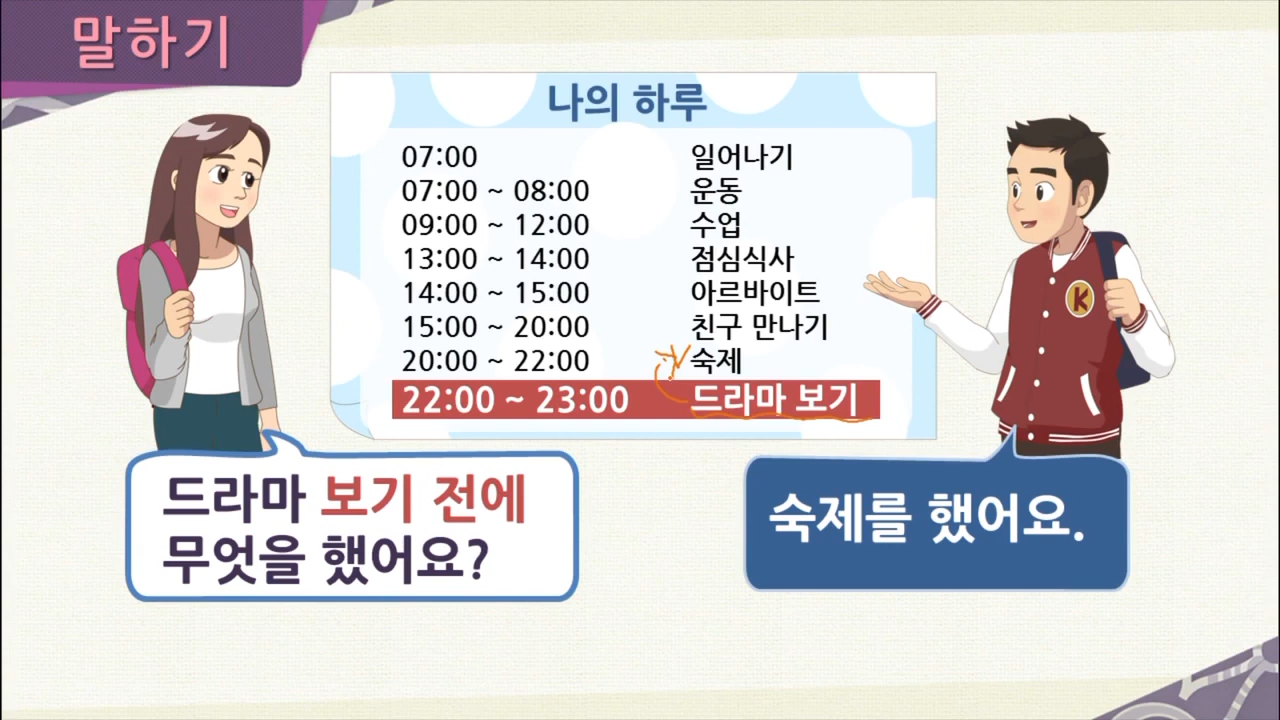 말하기
나의 하루
07:00 일어나기
07:00 ~ 08:00 운동
09:00 ~ 12:00 수업
13:00 ~ 14:00 점심식사
14:00 ~ 15:00 아르바이트
15:00 ~ 20:00 친구 만나기
20:00 ~ 22:00 숙제
22:00 ~ 23:00 드라마 보기
K
드라마 보기 전에
무엇을 했어요?
숙제를 했어요.